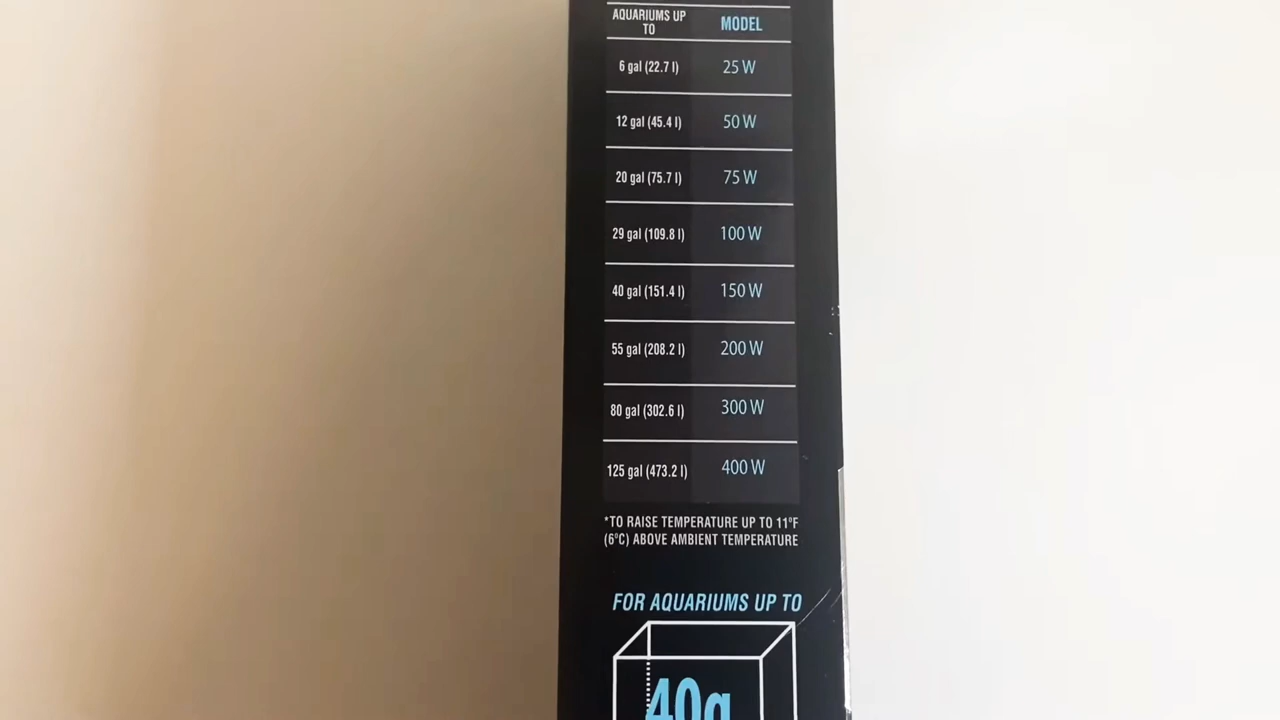 AQUARIUMS UP TO MODEL
6 gal (22.7 l) 25 W
12 gal (45.4 l) 50 W
20 gal (75.7 l) 75 W
29 gal (109.8 l) 100 W
40 gal (151.4 l) 150 W
55 gal (208.2 l) 200 W
80 gal (302.6 l) 300 W
125 gal (473.2 l) 400 W
*TO RAISE TEMPERATURE UP TO 11°F
(6°C) ABOVE AMBIENT TEMPERATURE
FOR AQUARIUMS UP TO
40g